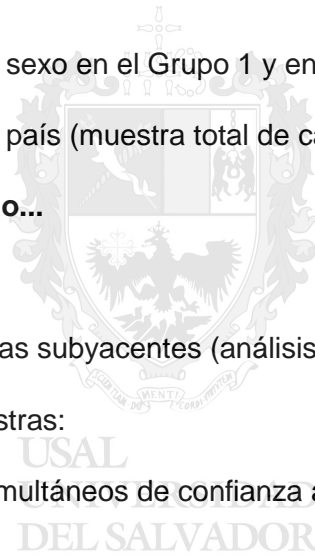 sexo en el Grupo 1 y en
país (muestra total de ca
o...
as subyacentes (análisis
stras:
USAL
multáneos de confianza a
UNIVERSIDAD
DEL SALVADOR